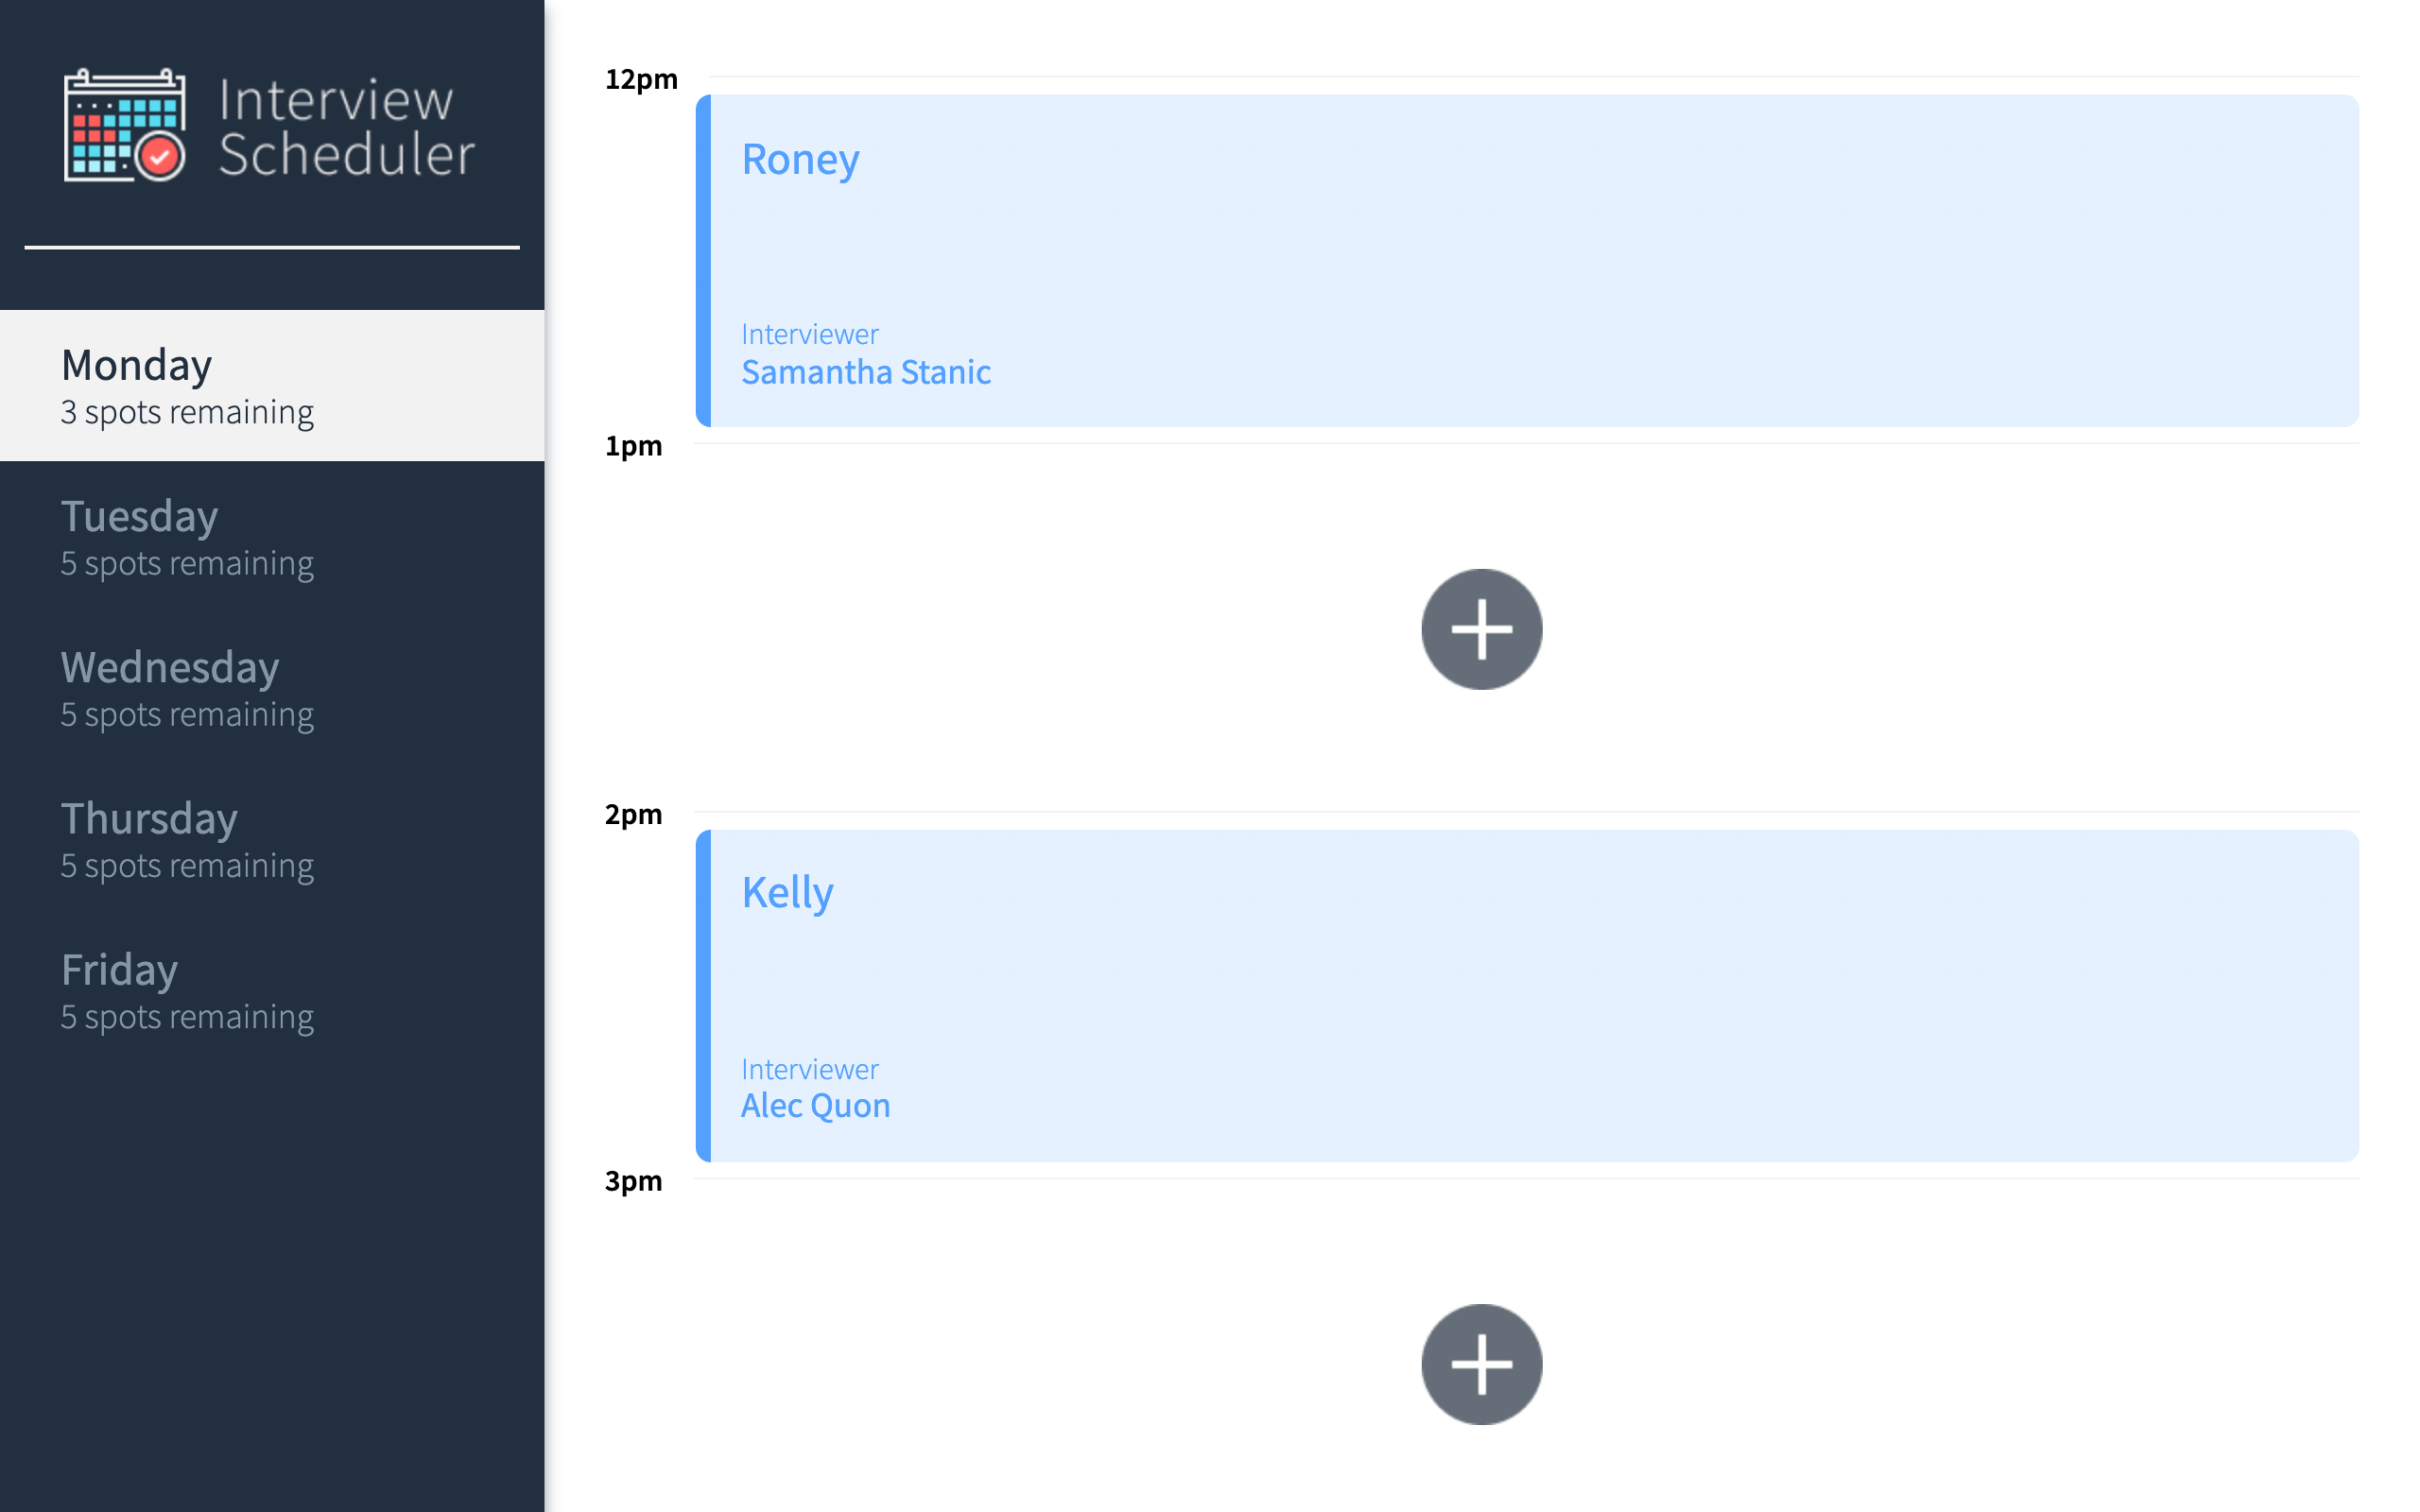 Interview
Scheduler
Monday
3 spots remaining
Tuesday
5 spots remaining
Wednesday
5 spots remaining
Thursday
5 spots remaining
Friday
5 spots remaining
12pm
Roney
Interviewer
Samantha Stanic
1pm
2pm
Kelly
Interviewer
Alec Quon
3pm